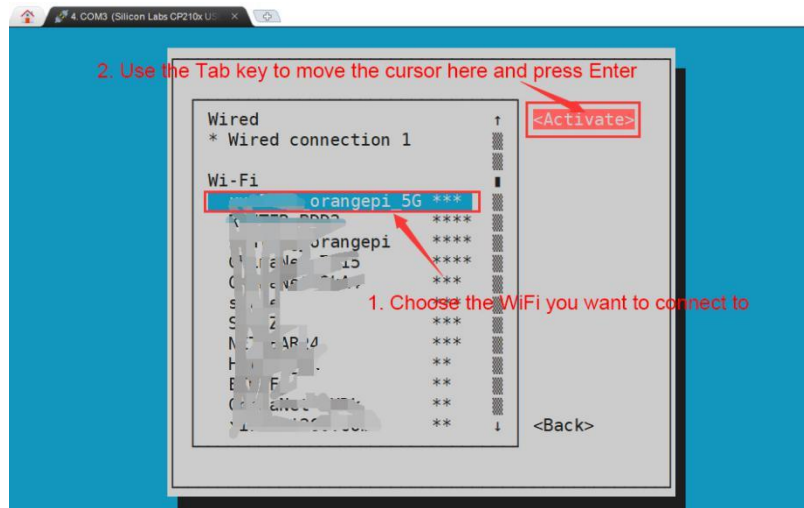 4. COM3 (Silicon Labs CP210x US
2. Use the Tab key to move the cursor here and press Enter
Wired
<Activate>
* Wired connection 1
Wi-Fi
orangepi_5G ***
****
orangepi ****
****
***
1. Choose the WiFi you want to connect to
***
***
**
**
**
** <Back>